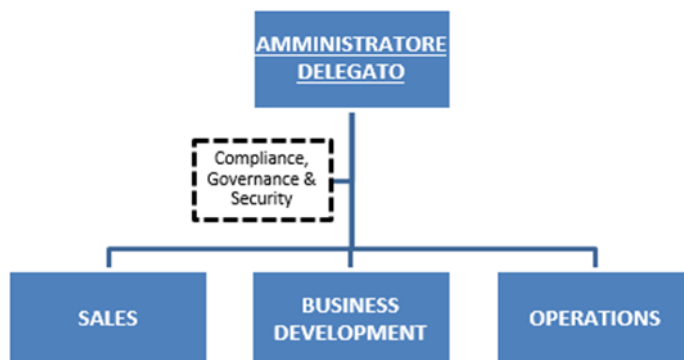 AMMINISTRATORE
DELEGATO
Compliance,
Governance &
Security
SALES
BUSINESS
DEVELOPMENT
OPERATIONS